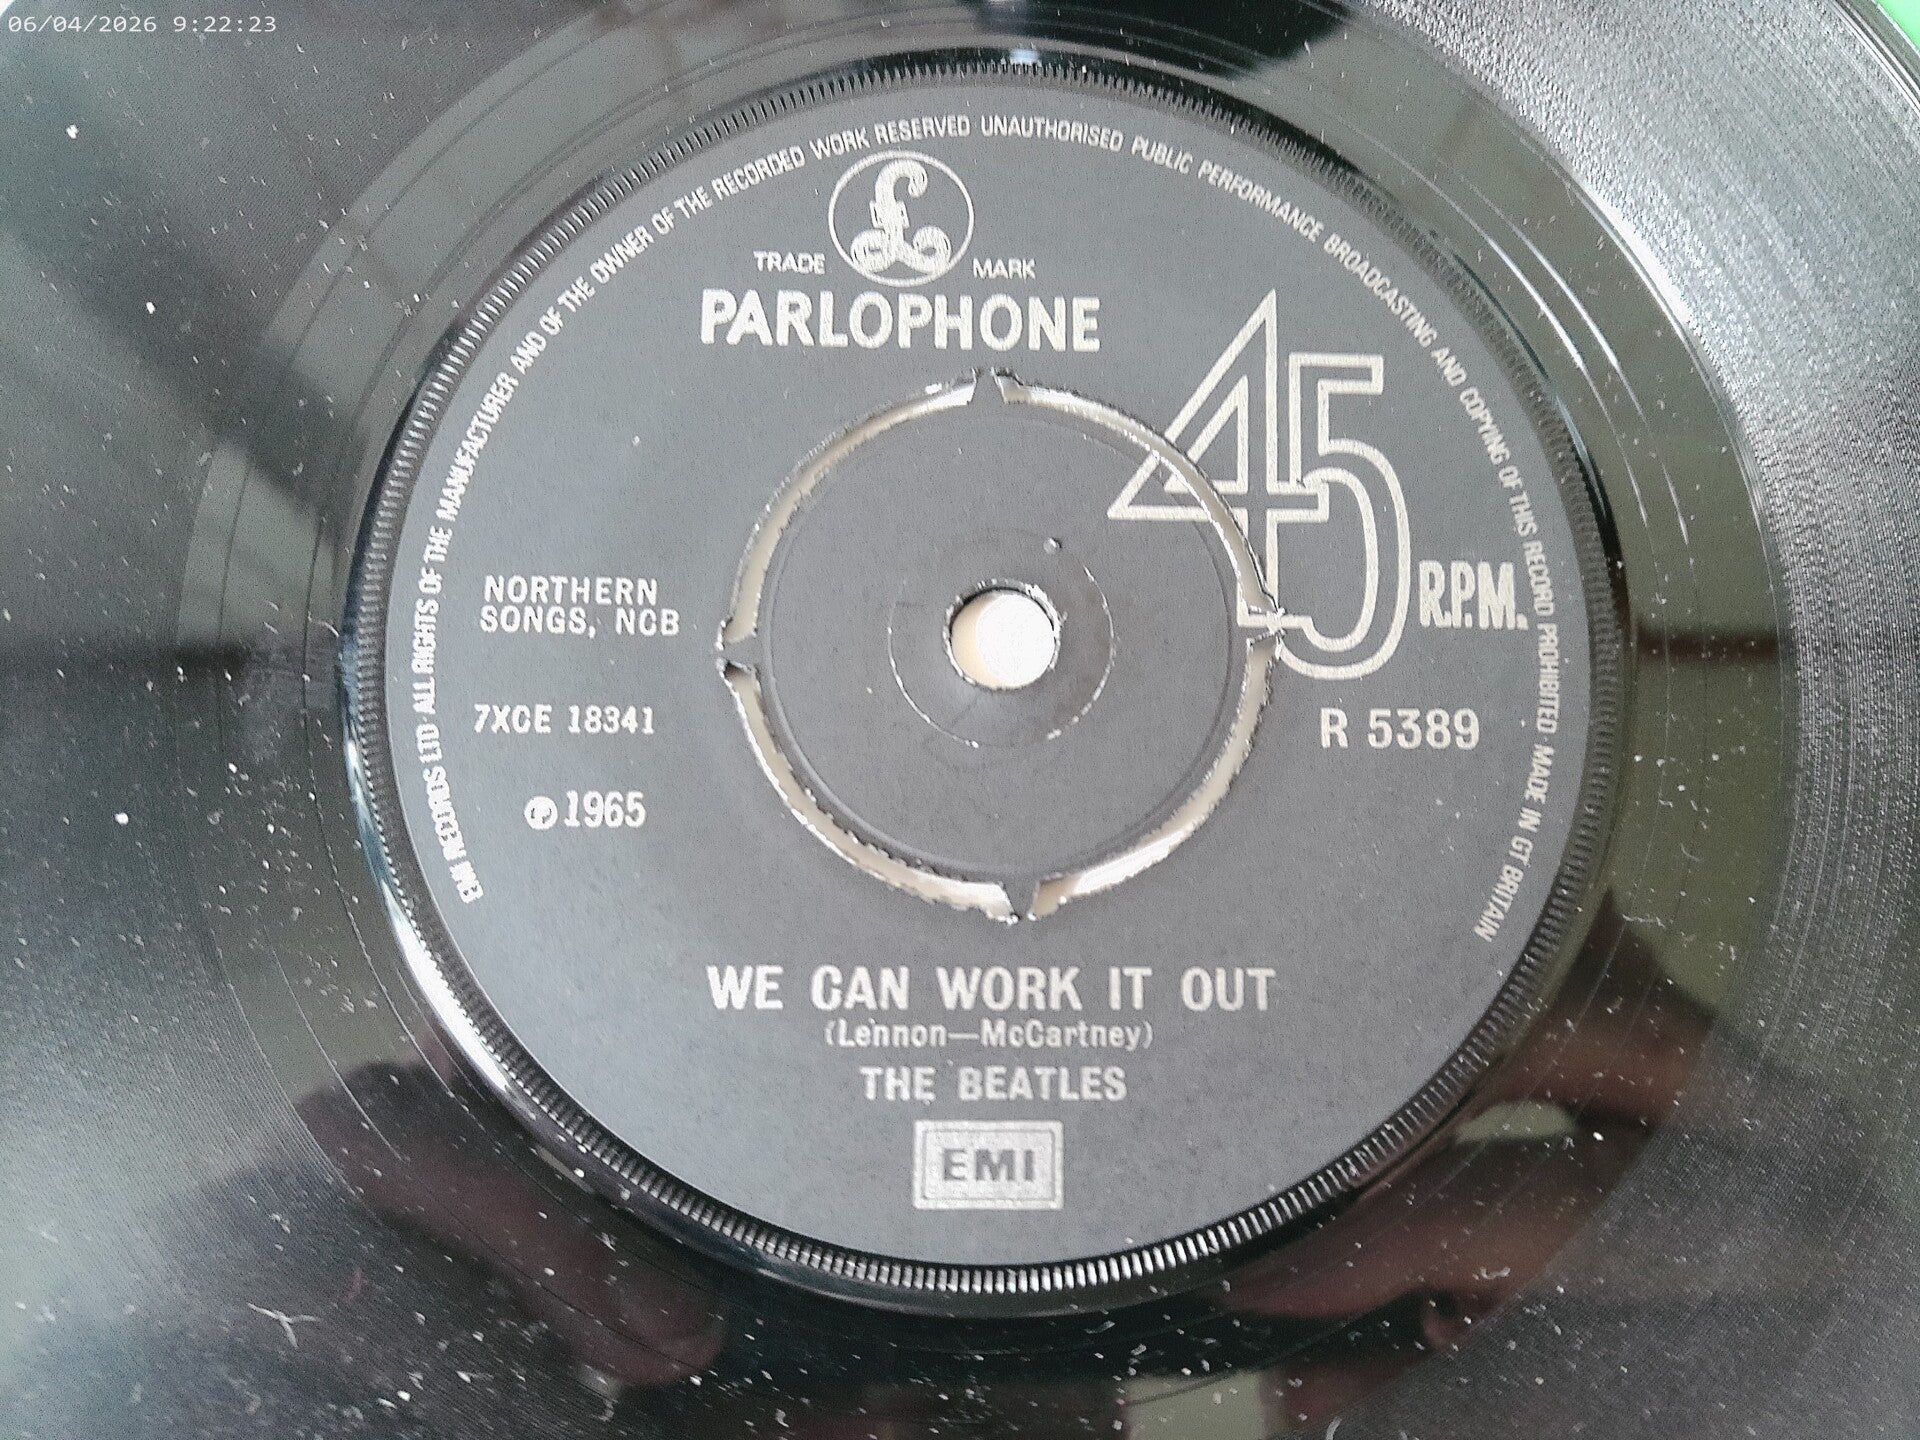 06/04/2026 9:22:23
EMI RECORDS LTD · ALL RIGHTS OF THE MANUFACTURER AND OF THE OWNER OF THE RECORDED WORK RESERVED UNAUTHORISED PUBLIC PERFORMANCE BROADCASTING AND COPYING OF THIS RECORD PROHIBITED · MADE IN GT BRITAIN
£
TRADE MARK
PARLOPHONE
45 R.P.M.
NORTHERN
SONGS, NCB
7XCE 18341
R 5389
℗ 1965
WE CAN WORK IT OUT
(Lennon—McCartney)
THE BEATLES
EMI